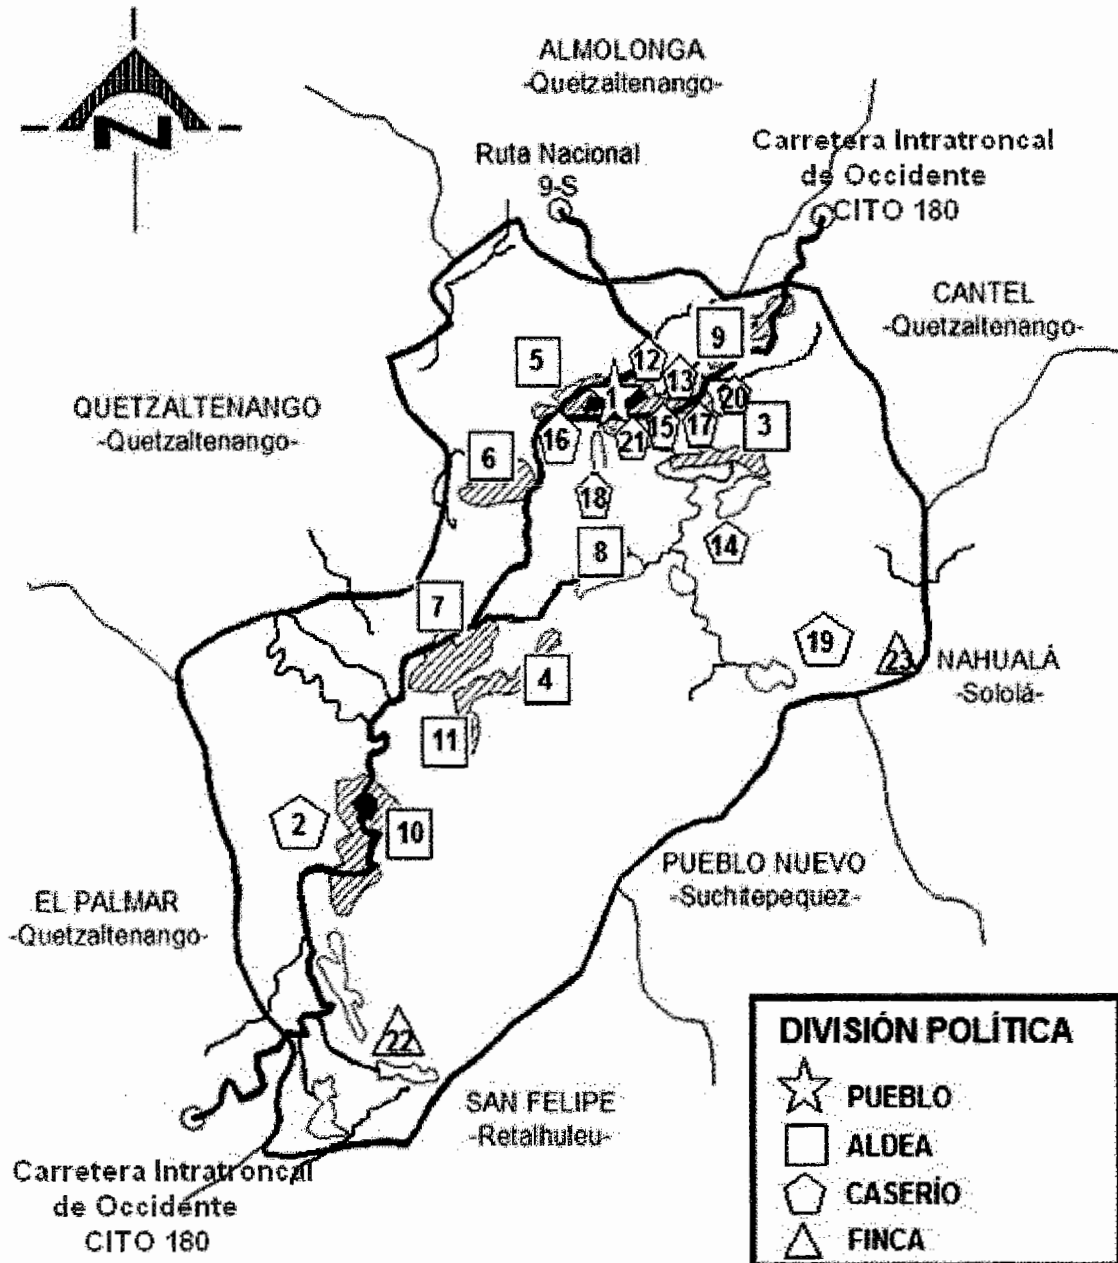 ALMOLONGA
-Quetzaltenango-
Ruta Nacional
9-S
Carretera Intratroncal
de Occidente
CITO 180
N
CANTEL
-Quetzaltenango-
QUETZALTENANGO
-Quetzaltenango-
5
12
9
13
1
20
16
21
15
17
3
6
18
14
8
7
19
23
4
NAHUALÁ
-Sololá-
11
2
10
PUEBLO NUEVO
-Suchitepequez-
EL PALMAR
-Quetzaltenango-
22
SAN FELIPE
-Retalhuleu-
Carretera Intratroncal
de Occidente
CITO 180
DIVISIÓN POLÍTICA
PUEBLO
ALDEA
CASERÍO
FINCA